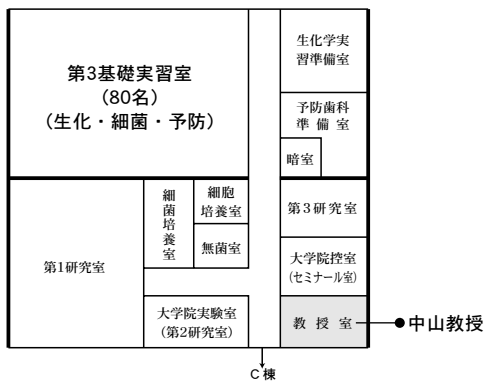 第3基礎実習室
（80名）
（生化・細菌・予防）
生化学実
習準備室
予防歯科
準備室
暗室
細菌培養室
細胞
培養室
無菌室
第1研究室
大学院実験室
（第2研究室）
第3研究室
大学院控室
（セミナール室）
教授室
中山教授
C棟